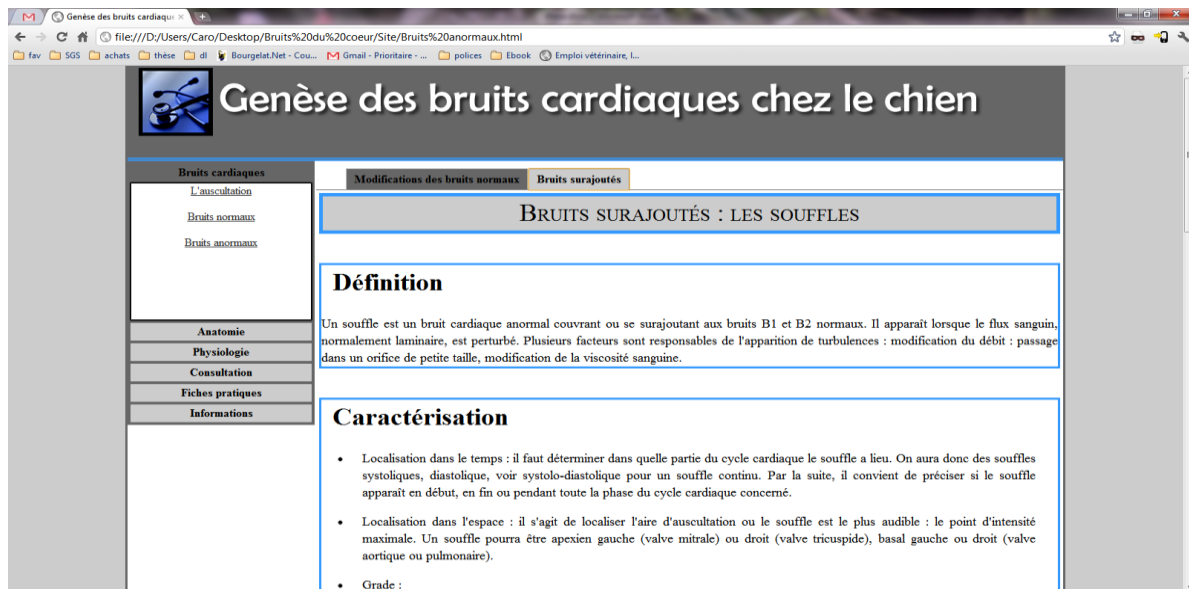 Genèse des bruits cardiaqu
file:///D:/Users/Caro/Desktop/Bruits%20du%20coeur/Site/Bruits%20anormaux.html
fav SGS achats thèse dl Bourgelat.Net - Cou... Gmail - Prioritaire - ... polices Ebook Emploi vétérinaire, l...
Genèse des bruits cardiaques chez le chien
Bruits cardiaques
L'auscultation
Bruits normaux
Bruits anormaux
Anatomie
Physiologie
Consultation
Fiches pratiques
Informations
Modifications des bruits normaux Bruits surajoutés
BRUITS SURAJOUTÉS : LES SOUFFLES
Définition
Un souffle est un bruit cardiaque anormal couvrant ou se surajoutant aux bruits B1 et B2 normaux. Il apparaît lorsque le flux sanguin,
normalement laminaire, est perturbé. Plusieurs facteurs sont responsables de l'apparition de turbulences : modification du débit : passage
dans un orifice de petite taille, modification de la viscosité sanguine.
Caractérisation
• Localisation dans le temps : il faut déterminer dans quelle partie du cycle cardiaque le souffle a lieu. On aura donc des souffles
systoliques, diastolique, voir systolo-diastolique pour un souffle continu. Par la suite, il convient de préciser si le souffle
apparaît en début, en fin ou pendant toute la phase du cycle cardiaque concerné.
• Localisation dans l'espace : il s'agit de localiser l'aire d'auscultation ou le souffle est le plus audible : le point d'intensité
maximale. Un souffle pourra être apexien gauche (valve mitrale) ou droit (valve tricuspide), basal gauche ou droit (valve
aortique ou pulmonaire).
• Grade :